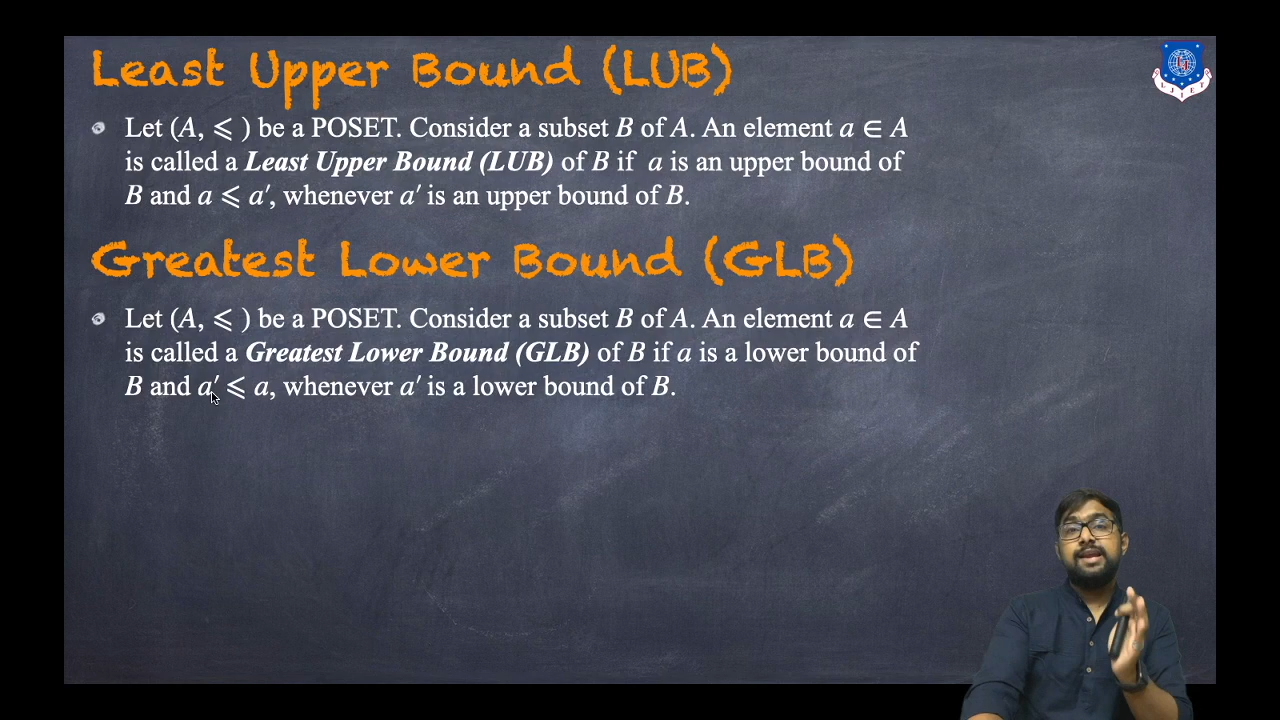 Least Upper Bound (LUB)
Let (A, ⩽ ) be a POSET. Consider a subset B of A. An element a ∈ A
is called a Least Upper Bound (LUB) of B if a is an upper bound of
B and a ⩽ a′, whenever a′ is an upper bound of B.
Greatest Lower Bound (GLB)
Let (A, ⩽ ) be a POSET. Consider a subset B of A. An element a ∈ A
is called a Greatest Lower Bound (GLB) of B if a is a lower bound of
B and a′ ⩽ a, whenever a′ is a lower bound of B.